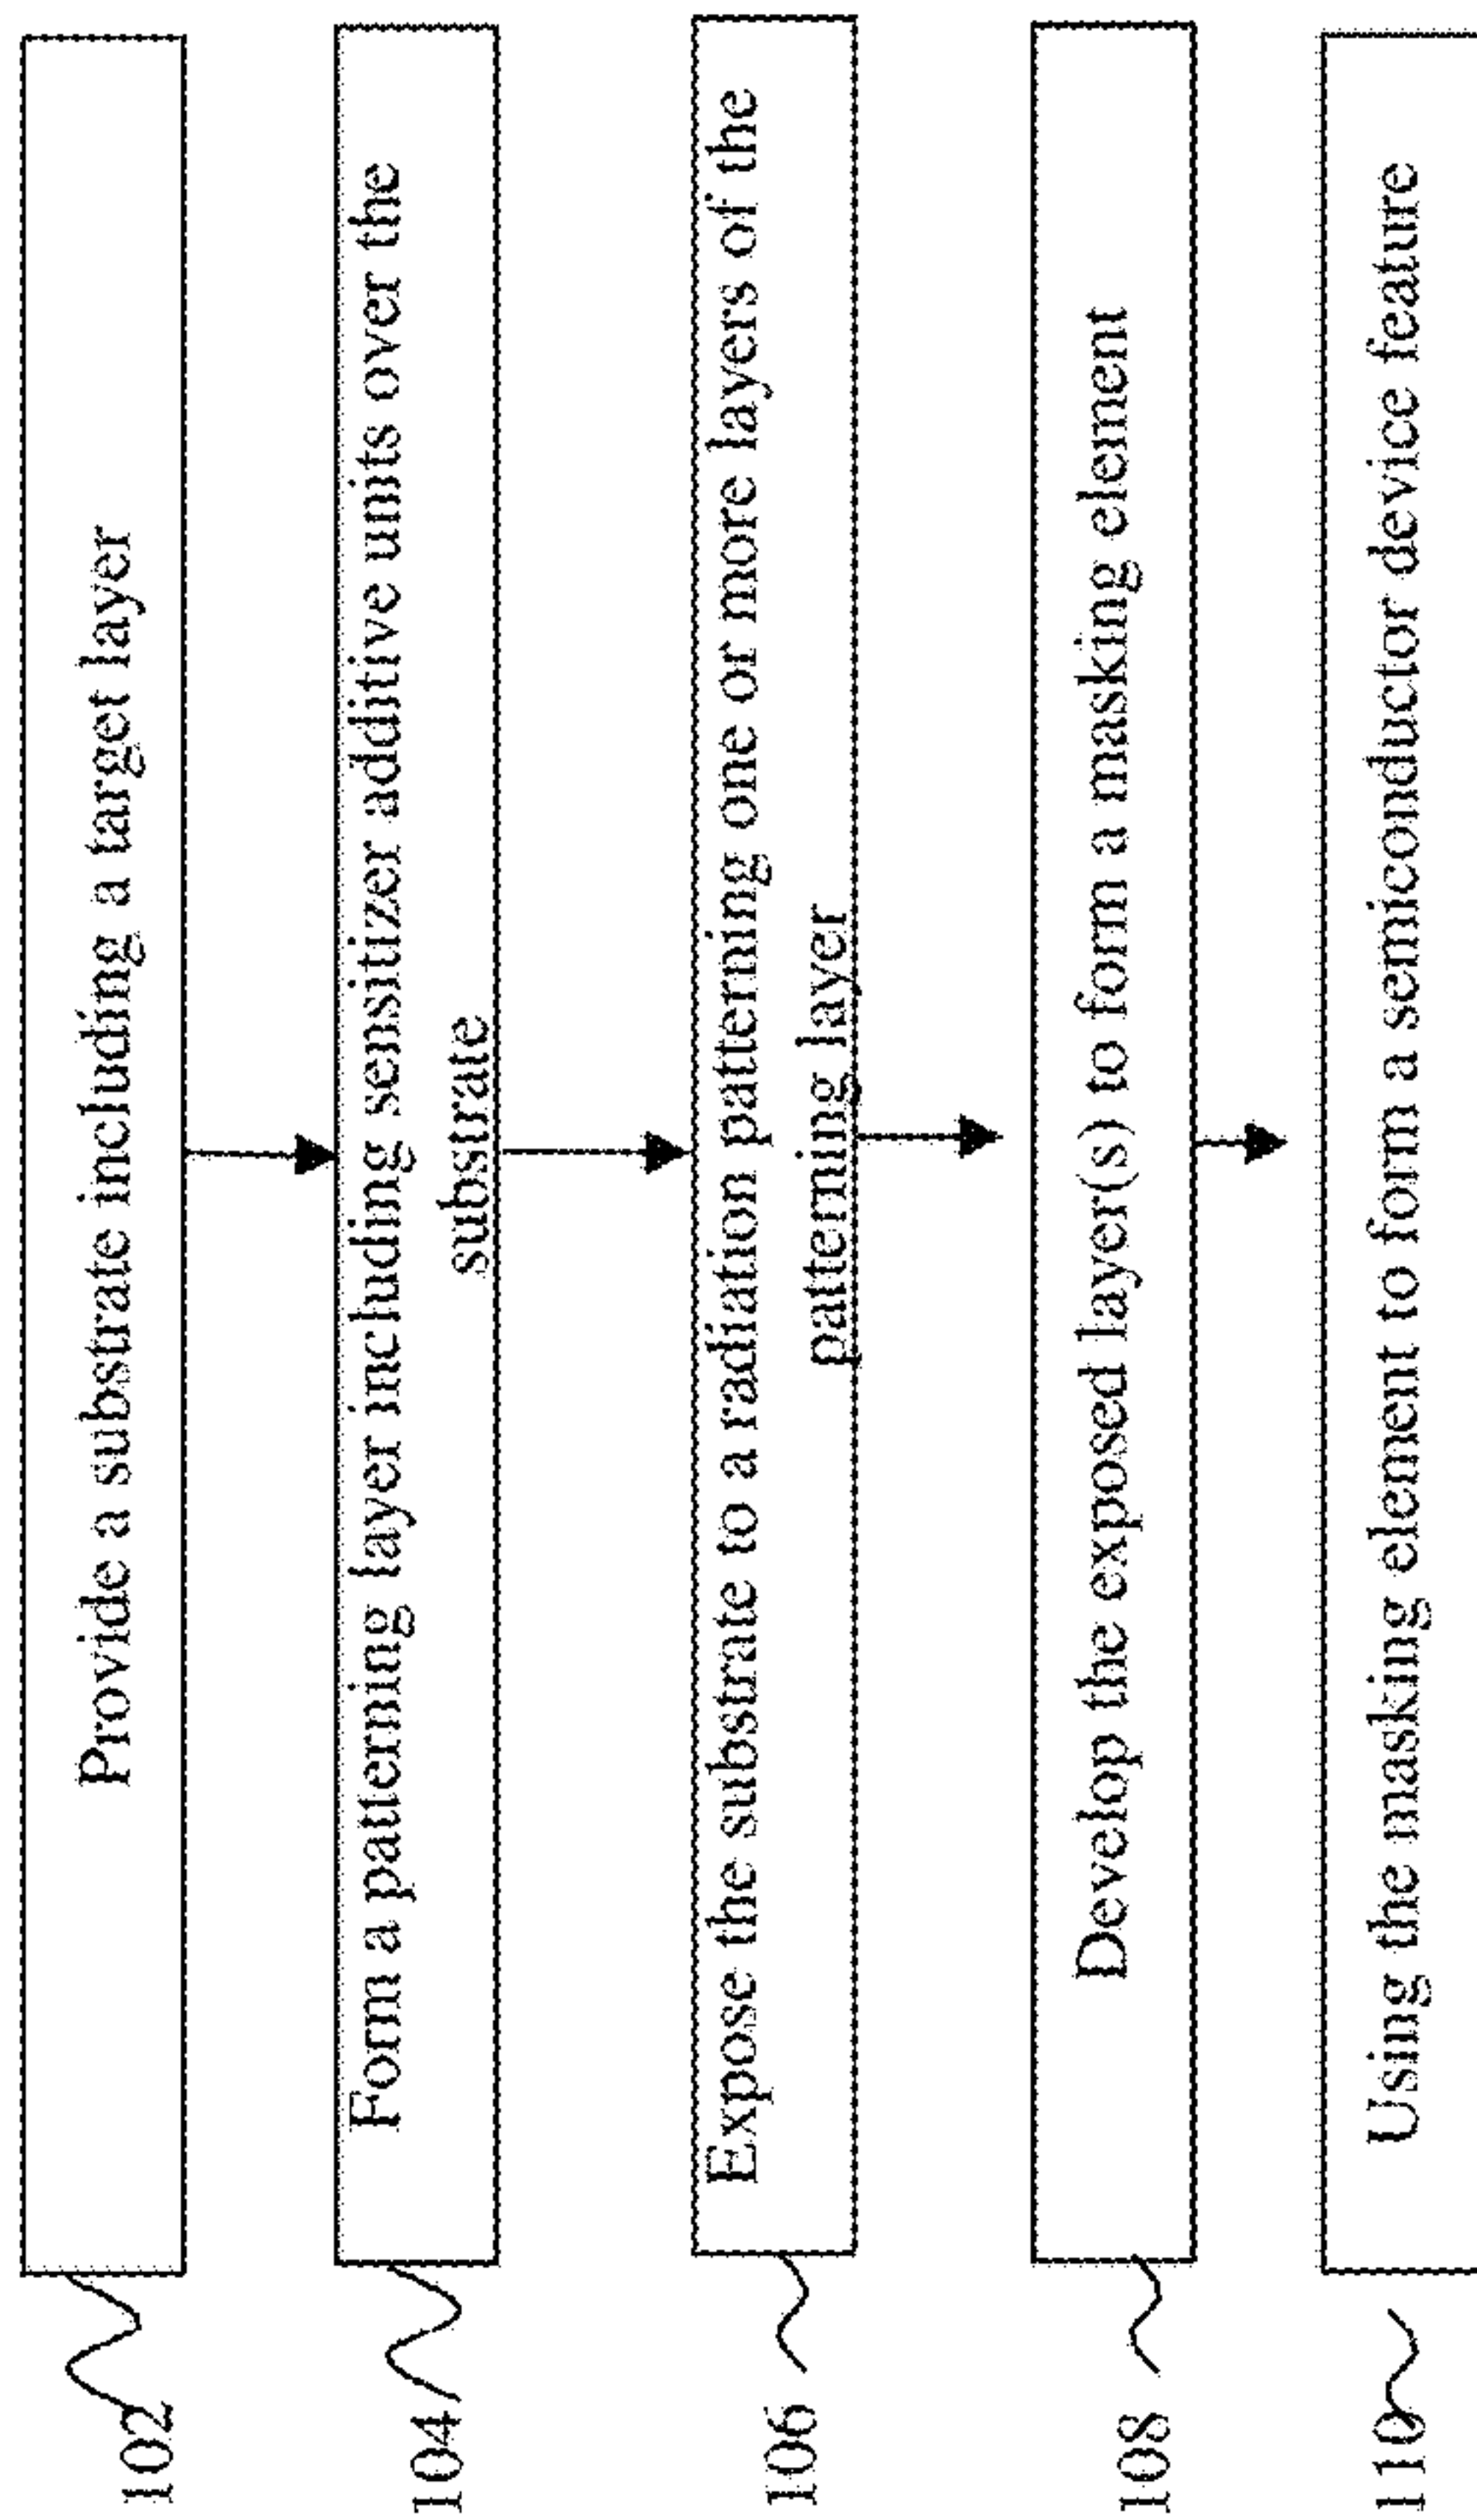 102
Provide a substrate including a target layer
104
Form a patterning layer including sensitizer additive units over the
substrate
106
Expose the substrate to a radiation patterning one or more layers of the
patterning layer
108
Develop the exposed layer(s) to form a masking element
110
Using the masking element to form a semiconductor device feature